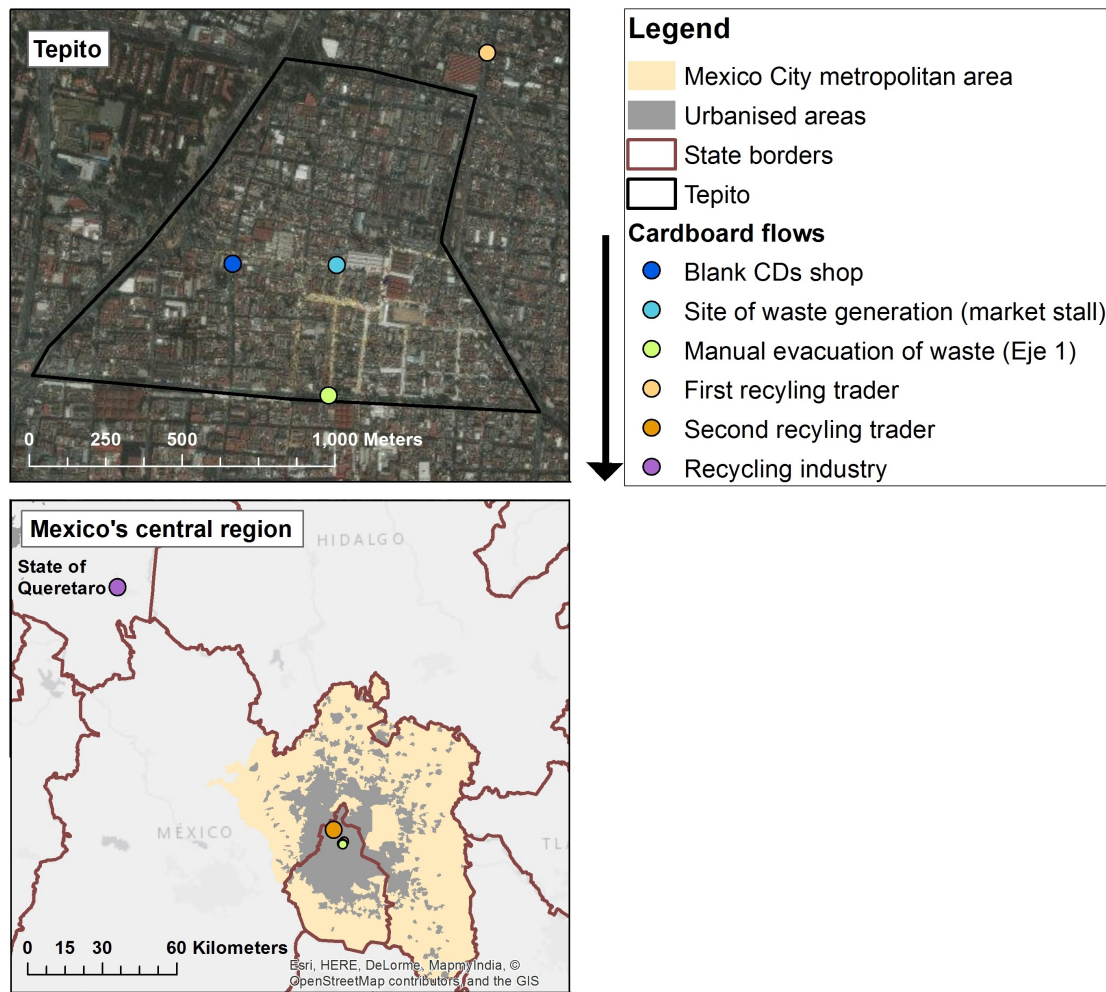 Tepito
0 250 500 1,000 Meters
Legend
Mexico City metropolitan area
Urbanised areas
State borders
Tepito
Cardboard flows
Blank CDs shop
Site of waste generation (market stall)
Manual evacuation of waste (Eje 1)
First recyling trader
Second recyling trader
Recycling industry
Mexico's central region
HIDALGO
State of
Queretaro
MÉXICO
TLA
0 15 30 60 Kilometers
Esri, HERE, DeLorme, MapmyIndia, ©
OpenStreetMap contributors, and the GIS